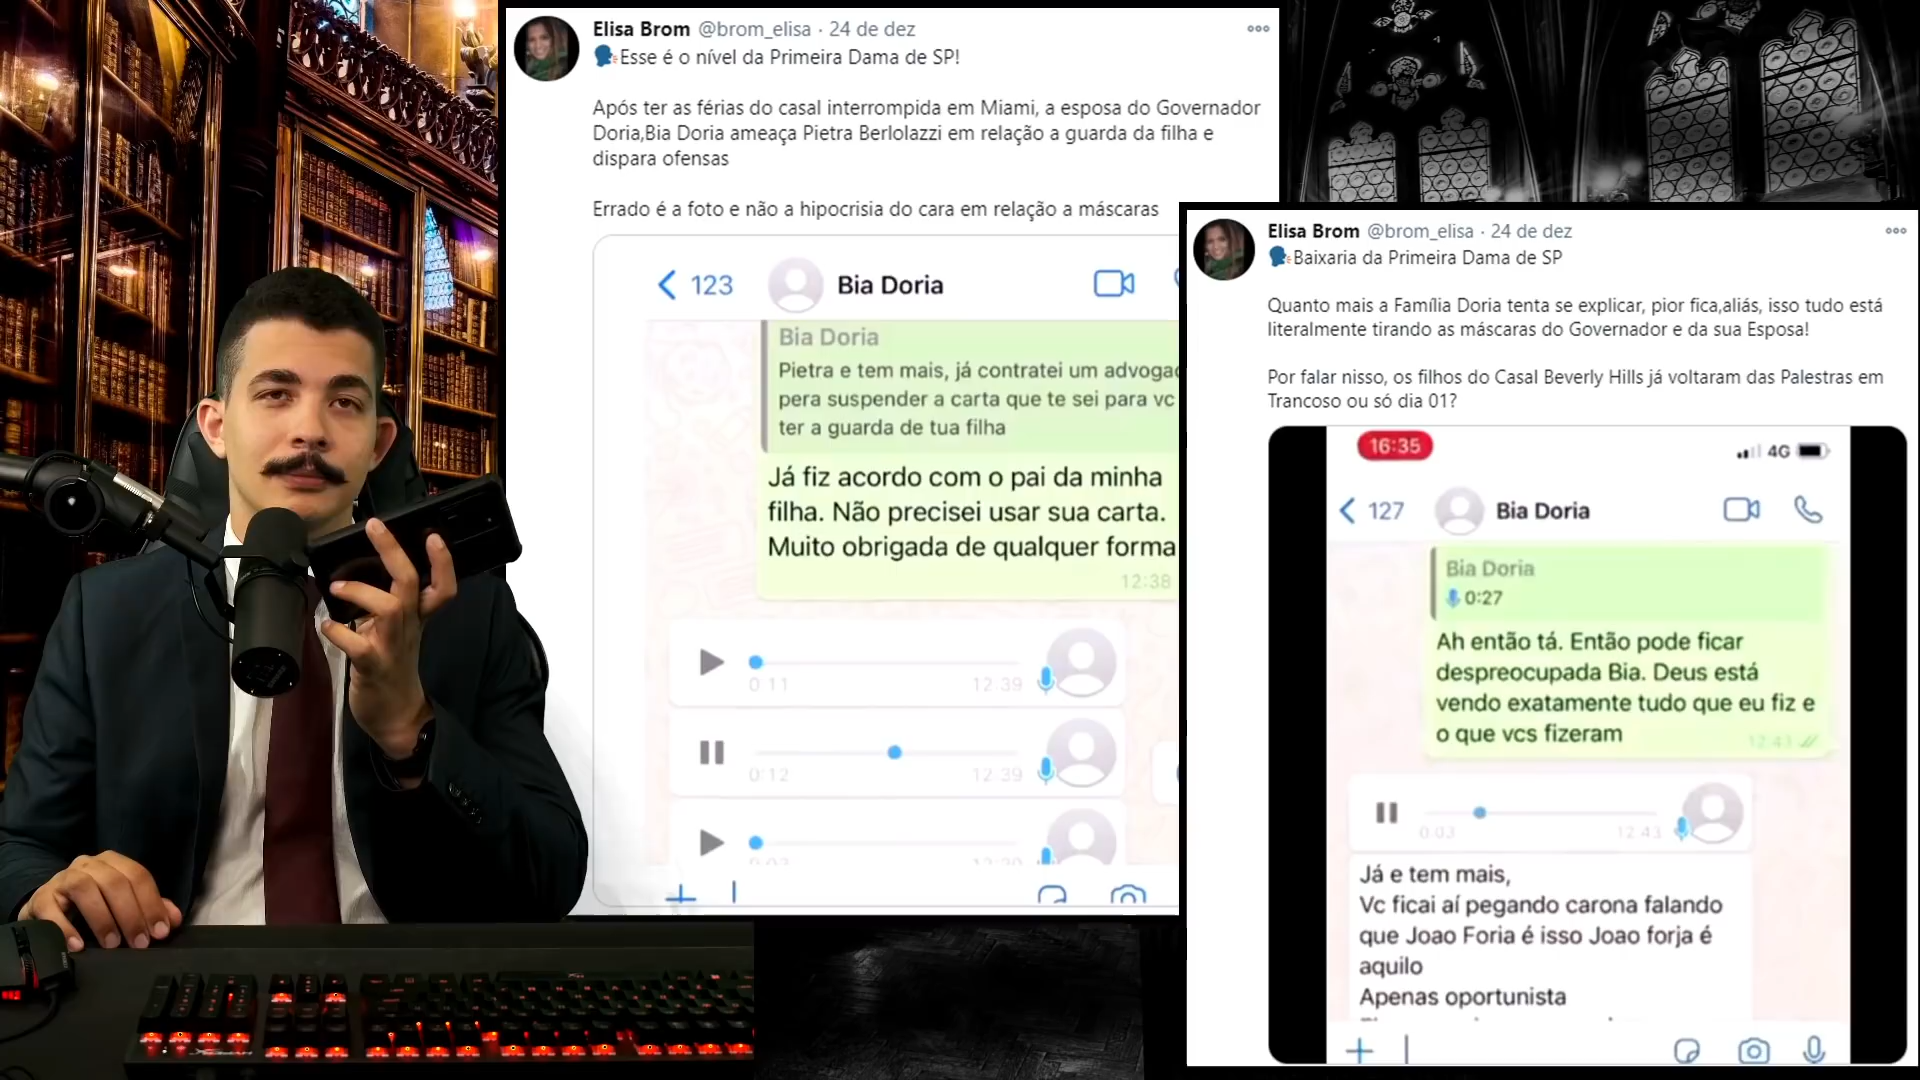 Elisa Brom @brom_elisa · 24 de dez
Esse é o nível da Primeira Dama de SP!
Após ter as férias do casal interrompida em Miami, a esposa do Governador
Doria,Bia Doria ameaça Pietra Berlolazzi em relação a guarda da filha e
dispara ofensas
Errado é a foto e não a hipocrisia do cara em relação a máscaras
123
Bia Doria
Bia Doria
Pietra e tem mais, já contratei um advogad
pera suspender a carta que te sei para vc
ter a guarda de tua filha
Já fiz acordo com o pai da minha
filha. Não precisei usar sua carta.
Muito obrigada de qualquer forma
12:38
0:11
12:39
0:12
12:39
Elisa Brom @brom_elisa · 24 de dez
Baixaria da Primeira Dama de SP
Quanto mais a Família Doria tenta se explicar, pior fica,aliás, isso tudo está
literalmente tirando as máscaras do Governador e da sua Esposa!
Por falar nisso, os filhos do Casal Beverly Hills já voltaram das Palestras em
Trancoso ou só dia 01?
16:35
4G
127
Bia Doria
Bia Doria
0:27
Ah então tá. Então pode ficar
despreocupada Bia. Deus está
vendo exatamente tudo que eu fiz e
o que vcs fizeram
12:41
0:03
12:43
Já e tem mais,
Vc ficai aí pegando carona falando
que Joao Foria é isso Joao forja é
aquilo
Apenas oportunista